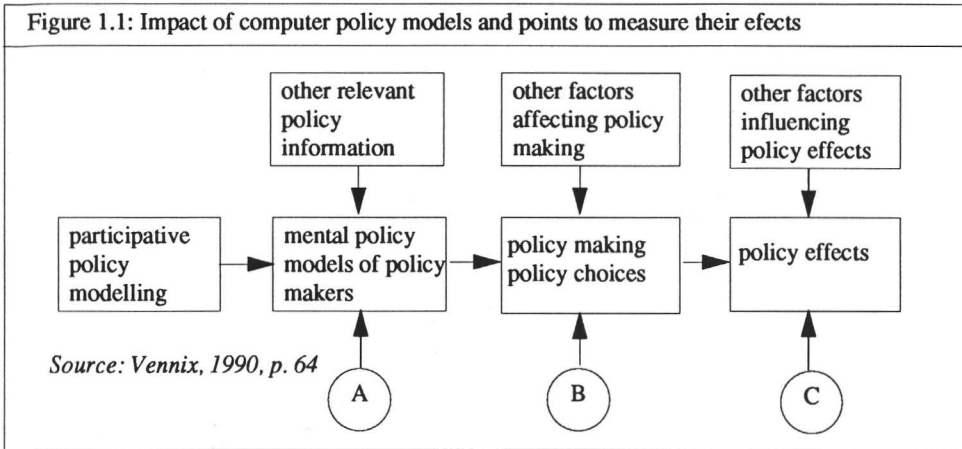 Figure 1.1: Impact of computer policy models and points to measure their efects
other relevant
policy
information
other factors
affecting policy
making
other factors
influencing
policy effects
participative
policy
modelling
mental policy
models of policy
makers
policy making
policy choices
policy effects
Source: Vennix, 1990, p. 64
A
B
C